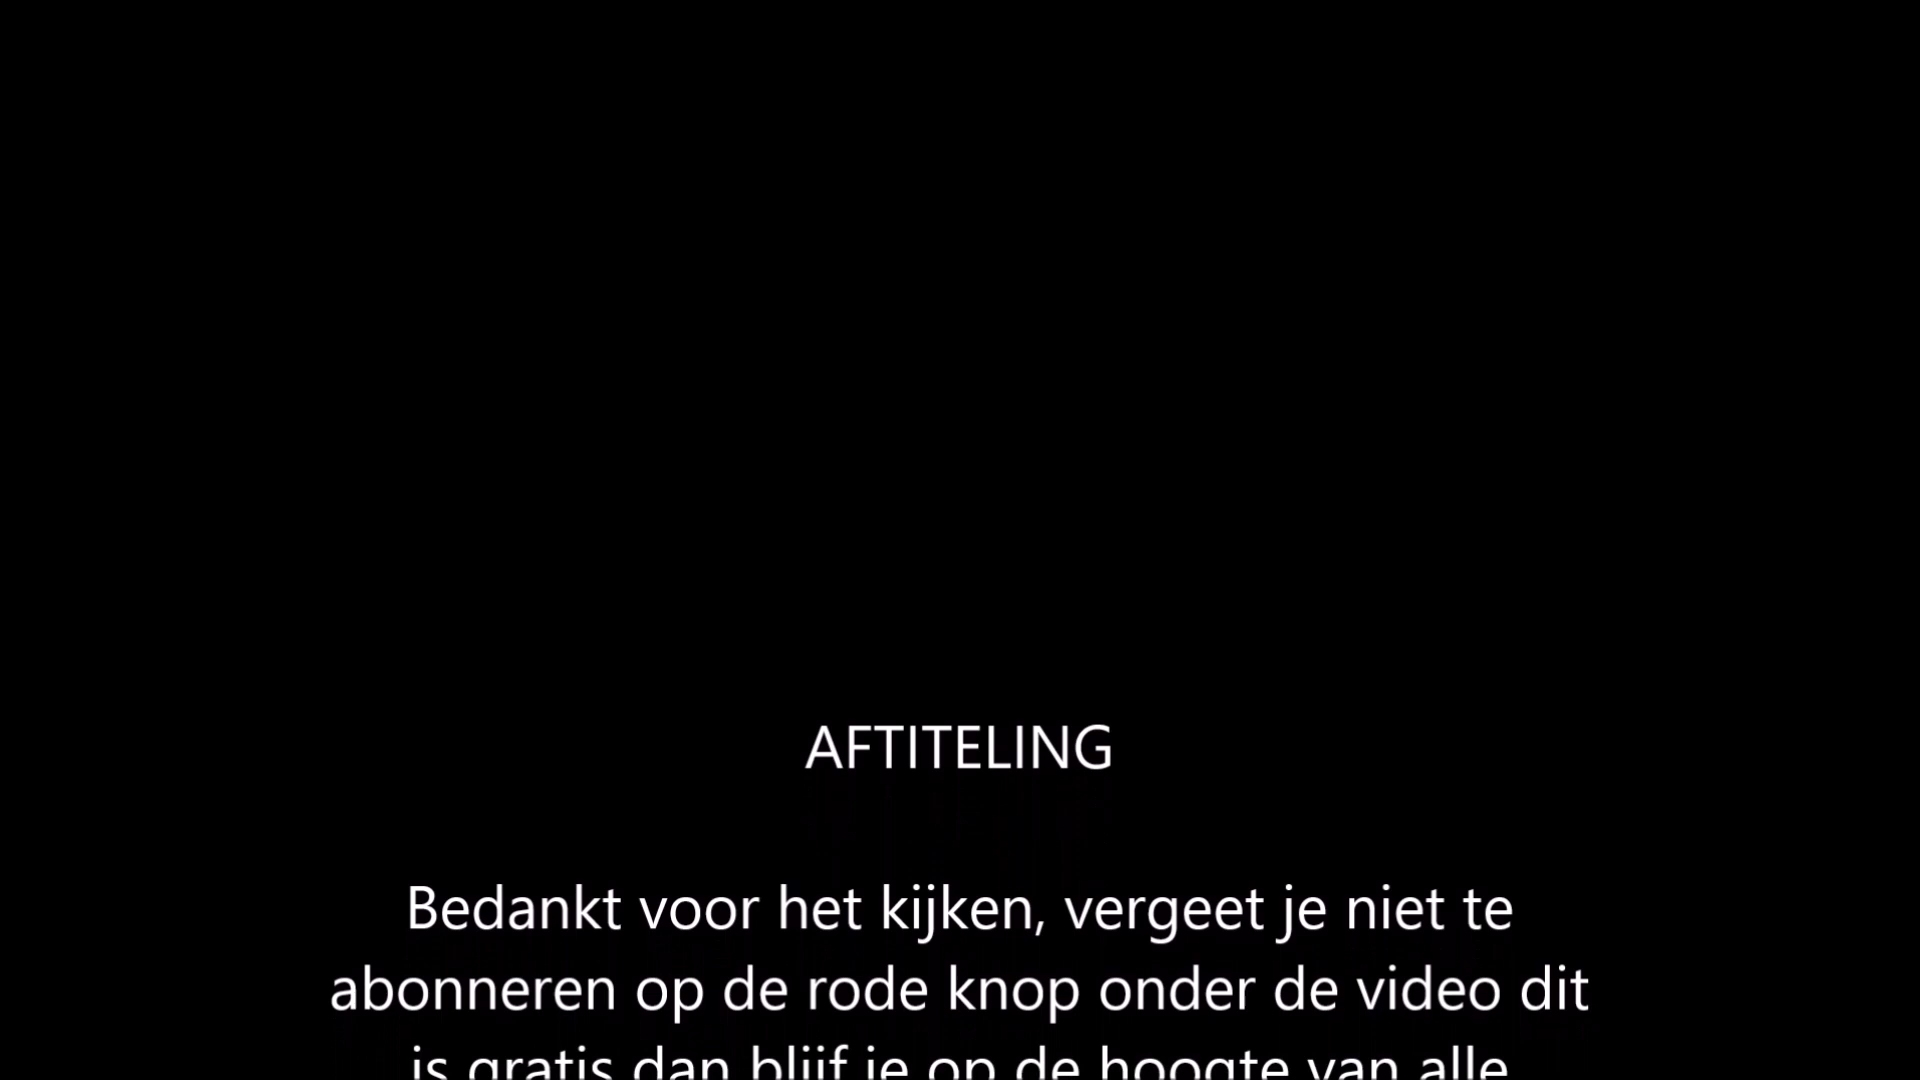 AFTITELING
Bedankt voor het kijken, vergeet je niet te
abonneren op de rode knop onder de video dit
is gratis dan blijf je op de hoogte van alle